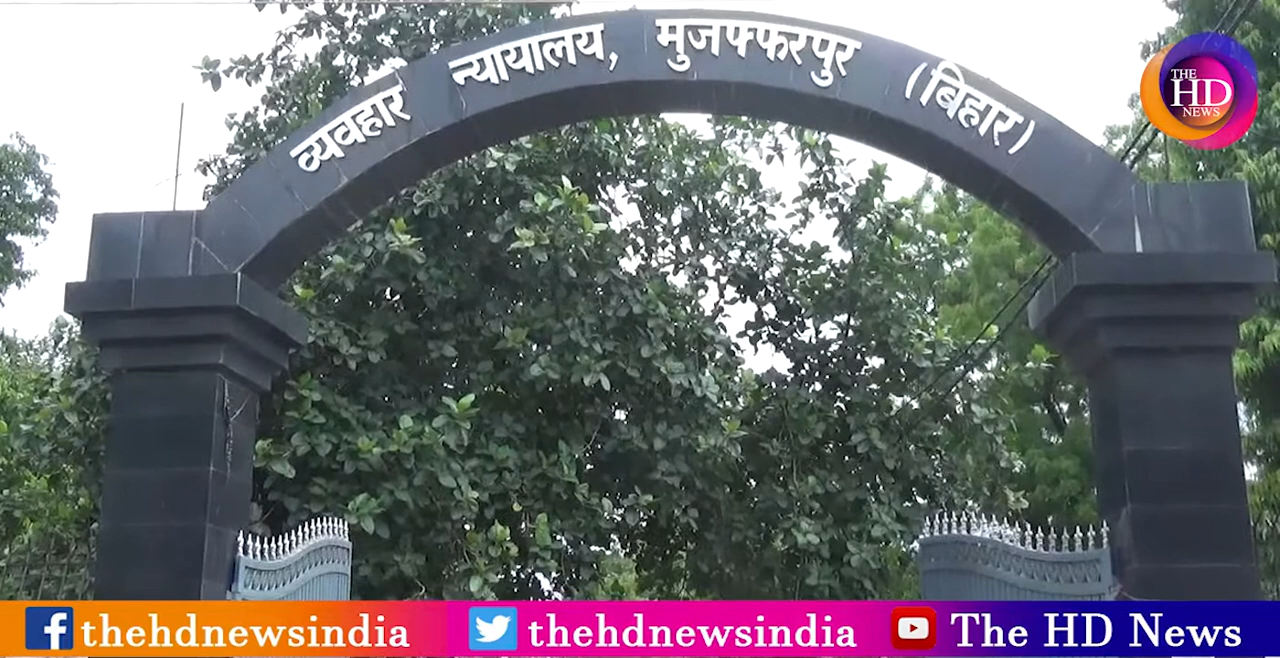 व्यवहार न्यायालय, मुजफ्फरपुर (बिहार)
THE
HD
NEWS
thehdnewsindia thehdnewsindia The HD News